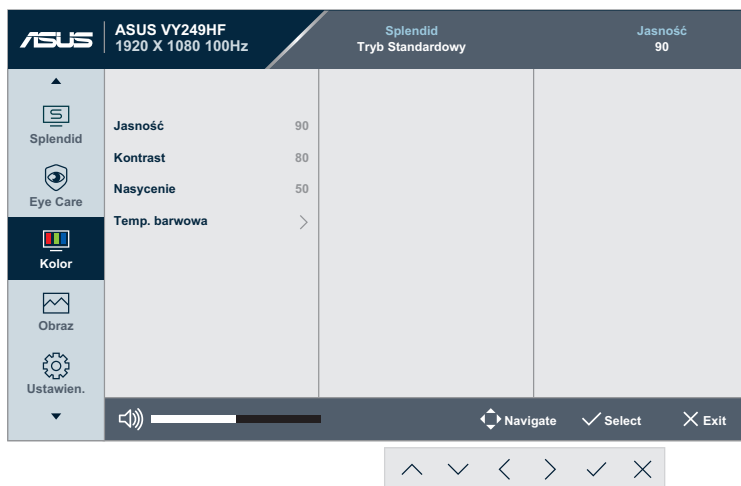 ASUS
ASUS VY249HF
1920 X 1080 100Hz
Splendid
Tryb Standardowy
Jasność
90
Splendid
Eye Care
Kolor
Obraz
Ustawien.
Jasność 90
Kontrast 80
Nasycenie 50
Temp. barwowa
Navigate
Select
Exit